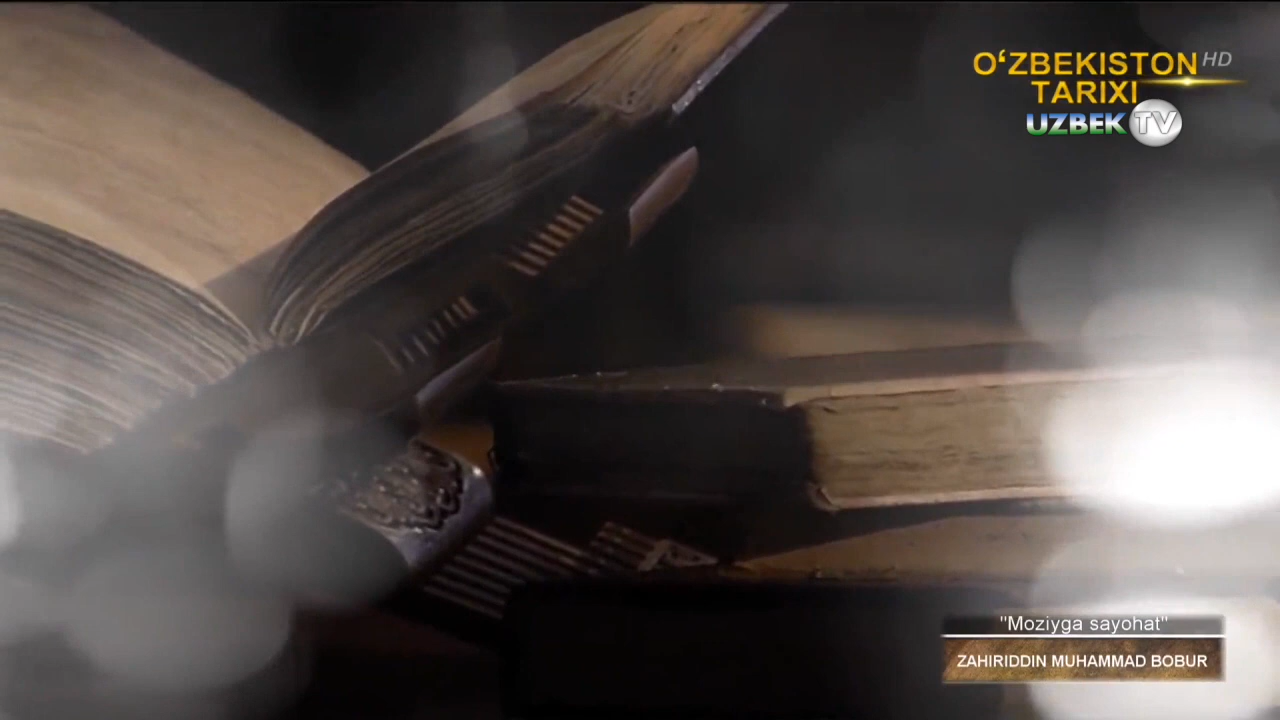 O‘ZBEKISTON HD
TARIXI
UZBEK TV
"Moziyga sayohat"
ZAHIRIDDIN MUHAMMAD BOBUR